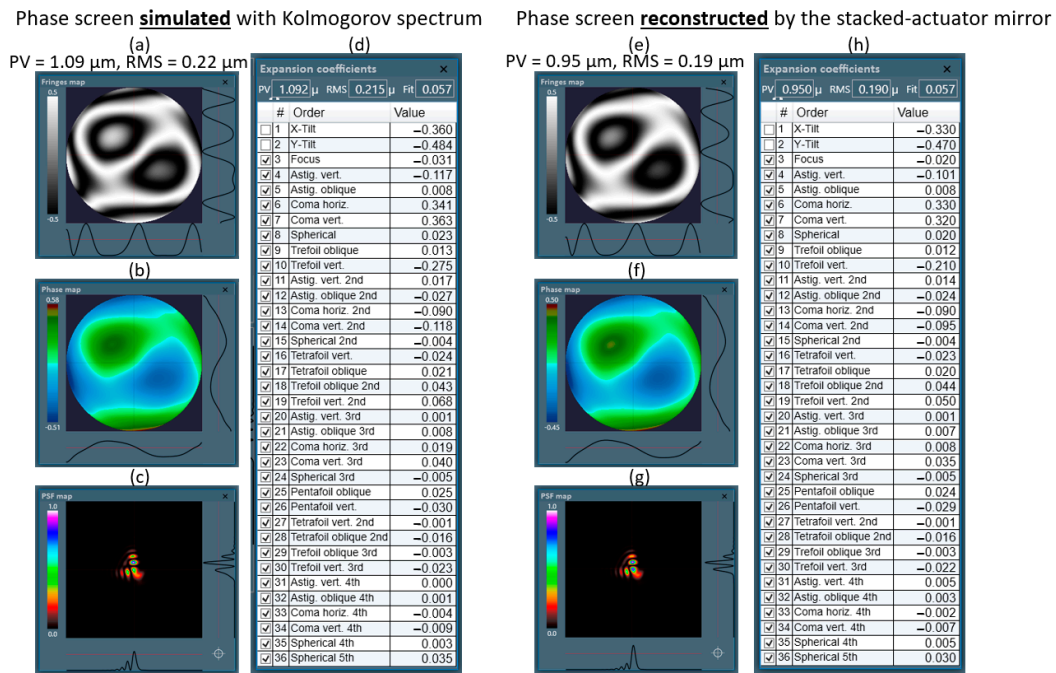 Phase screen simulated with Kolmogorov spectrum
(a)
PV = 1.09 μm, RMS = 0.22 μm
Fringes map ×
0.5
-0.5
(b)
Phase map ×
0.58
-0.51
(c)
PSF map ×
1.0
0.0
(d)
Expansion coefficients ×
PV 1.092 μ RMS 0.215 μ Fit 0.057
# Order Value
1 X-Tilt −0.360
2 Y-Tilt −0.484
3 Focus −0.031
4 Astig. vert. −0.117
5 Astig. oblique 0.008
6 Coma horiz. 0.341
7 Coma vert. 0.363
8 Spherical 0.023
9 Trefoil oblique 0.013
10 Trefoil vert. −0.275
11 Astig. vert. 2nd 0.017
12 Astig. oblique 2nd −0.027
13 Coma horiz. 2nd −0.090
14 Coma vert. 2nd −0.118
15 Spherical 2nd −0.004
16 Tetrafoil vert. −0.024
17 Tetrafoil oblique 0.021
18 Trefoil oblique 2nd 0.043
19 Trefoil vert. 2nd 0.068
20 Astig. vert. 3rd 0.001
21 Astig. oblique 3rd 0.008
22 Coma horiz. 3rd 0.019
23 Coma vert. 3rd 0.040
24 Spherical 3rd −0.005
25 Pentafoil oblique 0.025
26 Pentafoil vert. −0.030
27 Tetrafoil vert. 2nd −0.001
28 Tetrafoil oblique 2nd −0.016
29 Trefoil oblique 3rd −0.003
30 Trefoil vert. 3rd −0.023
31 Astig. vert. 4th 0.000
32 Astig. oblique 4th 0.001
33 Coma horiz. 4th −0.004
34 Coma vert. 4th −0.009
35 Spherical 4th 0.003
36 Spherical 5th 0.035
Phase screen reconstructed by the stacked-actuator mirror
(e)
PV = 0.95 μm, RMS = 0.19 μm
Fringes map ×
0.5
-0.5
(f)
Phase map ×
0.50
-0.45
(g)
PSF map ×
1.0
0.0
(h)
Expansion coefficients ×
PV 0.950 μ RMS 0.190 μ Fit 0.057
# Order Value
1 X-Tilt −0.330
2 Y-Tilt −0.470
3 Focus −0.020
4 Astig. vert. −0.101
5 Astig. oblique 0.008
6 Coma horiz. 0.330
7 Coma vert. 0.320
8 Spherical 0.020
9 Trefoil oblique 0.012
10 Trefoil vert. −0.210
11 Astig. vert. 2nd 0.014
12 Astig. oblique 2nd −0.024
13 Coma horiz. 2nd −0.090
14 Coma vert. 2nd −0.095
15 Spherical 2nd −0.004
16 Tetrafoil vert. −0.023
17 Tetrafoil oblique 0.020
18 Trefoil oblique 2nd 0.044
19 Trefoil vert. 2nd 0.050
20 Astig. vert. 3rd 0.001
21 Astig. oblique 3rd 0.007
22 Coma horiz. 3rd 0.008
23 Coma vert. 3rd 0.035
24 Spherical 3rd −0.005
25 Pentafoil oblique 0.024
26 Pentafoil vert. −0.029
27 Tetrafoil vert. 2nd −0.001
28 Tetrafoil oblique 2nd −0.016
29 Trefoil oblique 3rd −0.003
30 Trefoil vert. 3rd −0.022
31 Astig. vert. 4th 0.005
32 Astig. oblique 4th 0.003
33 Coma horiz. 4th −0.002
34 Coma vert. 4th −0.007
35 Spherical 4th 0.005
36 Spherical 5th 0.030